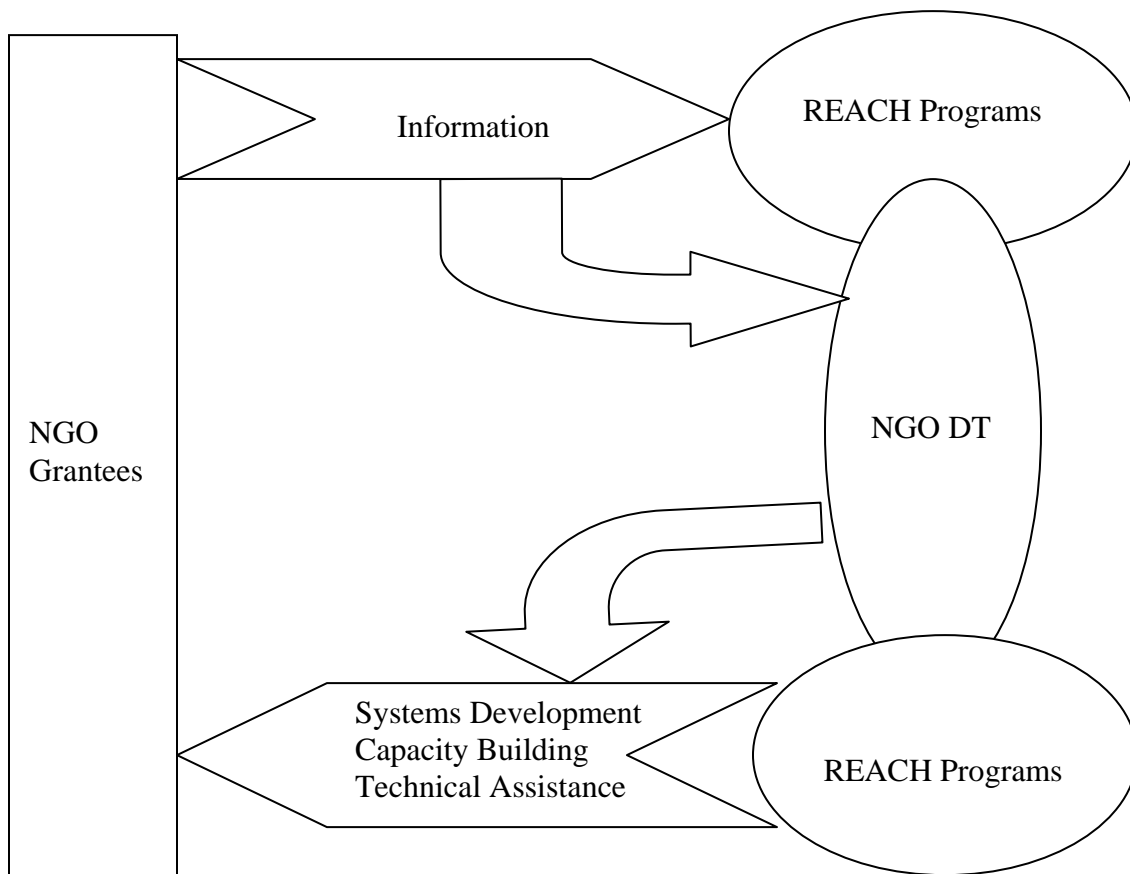 Information
REACH Programs
NGO
Grantees
NGO DT
Systems Development
Capacity Building
Technical Assistance
REACH Programs